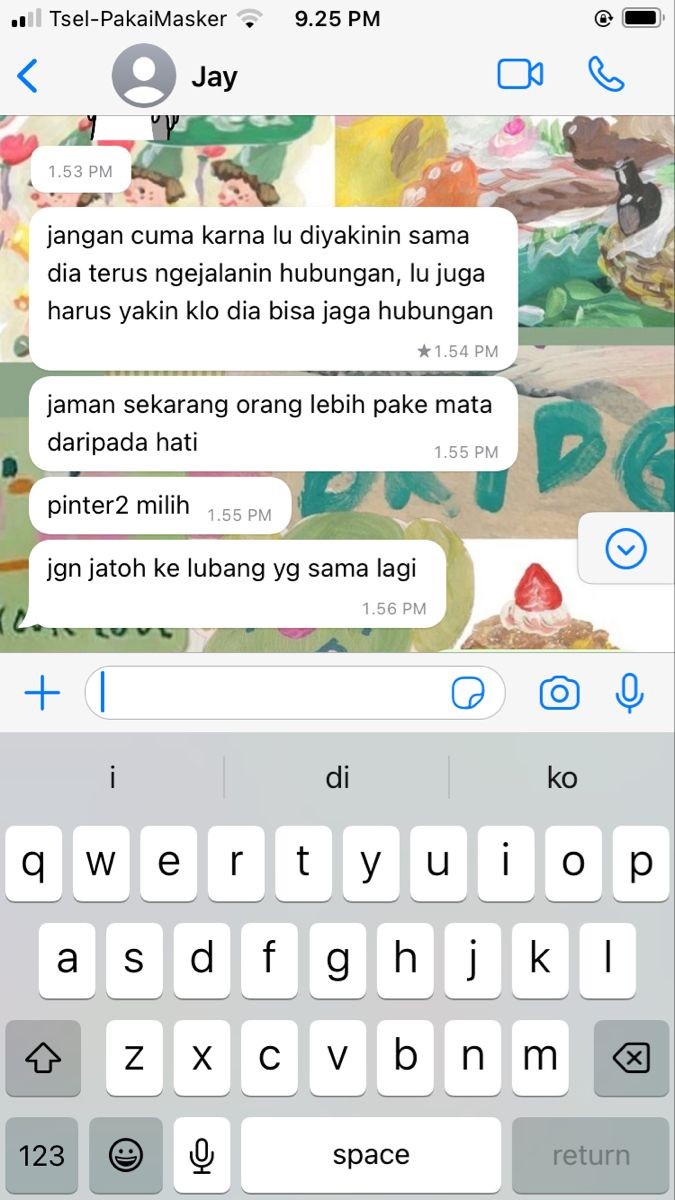 Tsel-PakaiMasker 9.25 PM
Jay
1.53 PM
jangan cuma karna lu diyakinin sama
dia terus ngejalanin hubungan, lu juga
harus yakin klo dia bisa jaga hubungan
★1.54 PM
jaman sekarang orang lebih pake mata
daripada hati
1.55 PM
pinter2 milih 1.55 PM
jgn jatoh ke lubang yg sama lagi
1.56 PM
i di ko
q w e r t y u i o p
a s d f g h j k l
z x c v b n m
123 space return